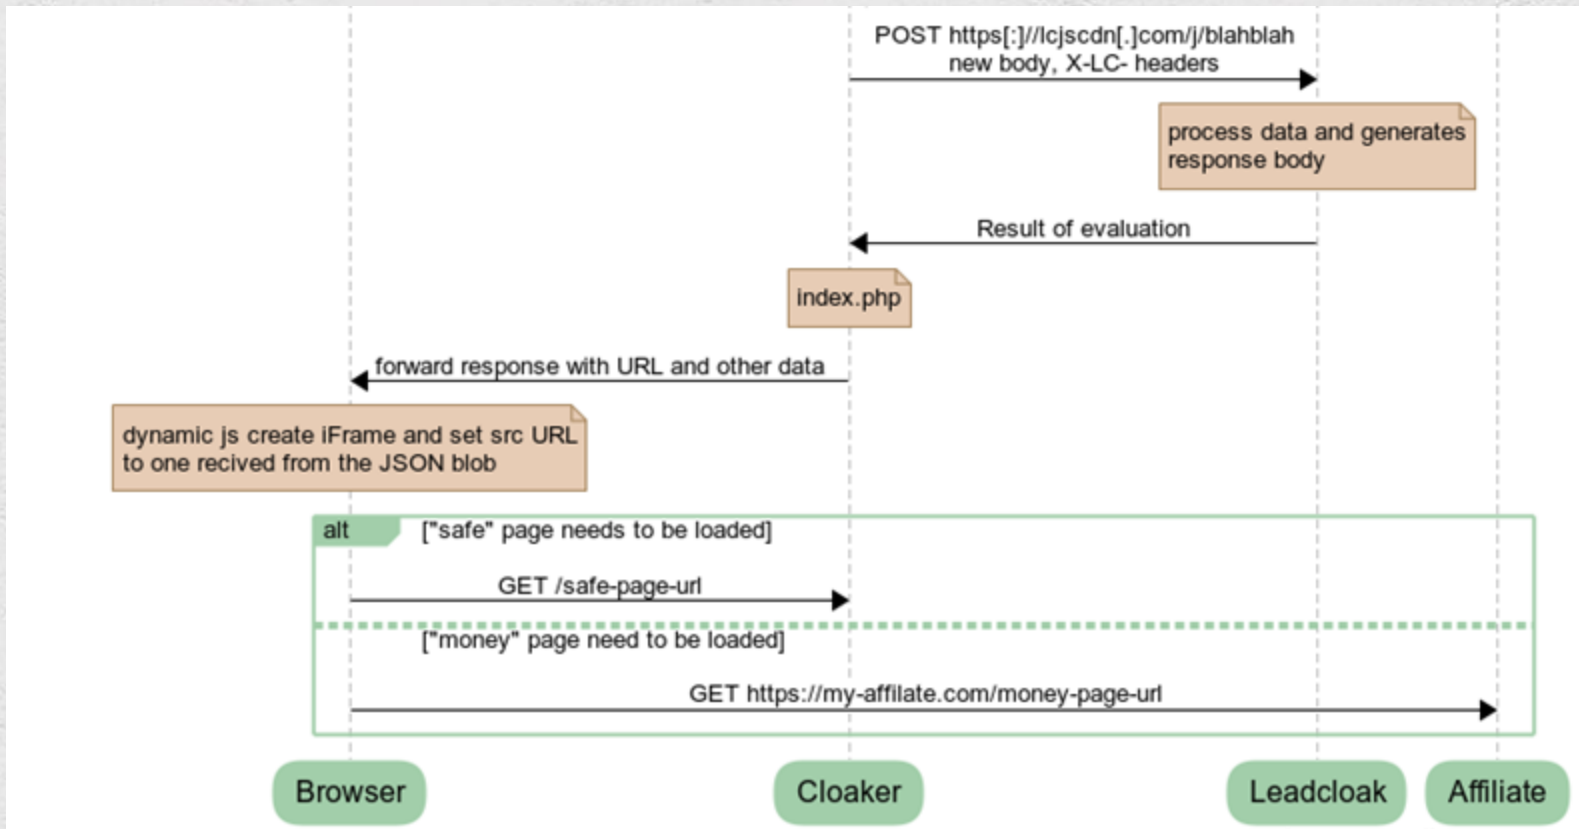 POST https[:]//lcjscdn[.]com/j/blahblah
new body, X-LC- headers
process data and generates
response body
Result of evaluation
index.php
forward response with URL and other data
dynamic js create iFrame and set src URL
to one recived from the JSON blob
alt
["safe" page needs to be loaded]
GET /safe-page-url
["money" page need to be loaded]
GET https://my-affilate.com/money-page-url
Browser
Cloaker
Leadcloak
Affiliate